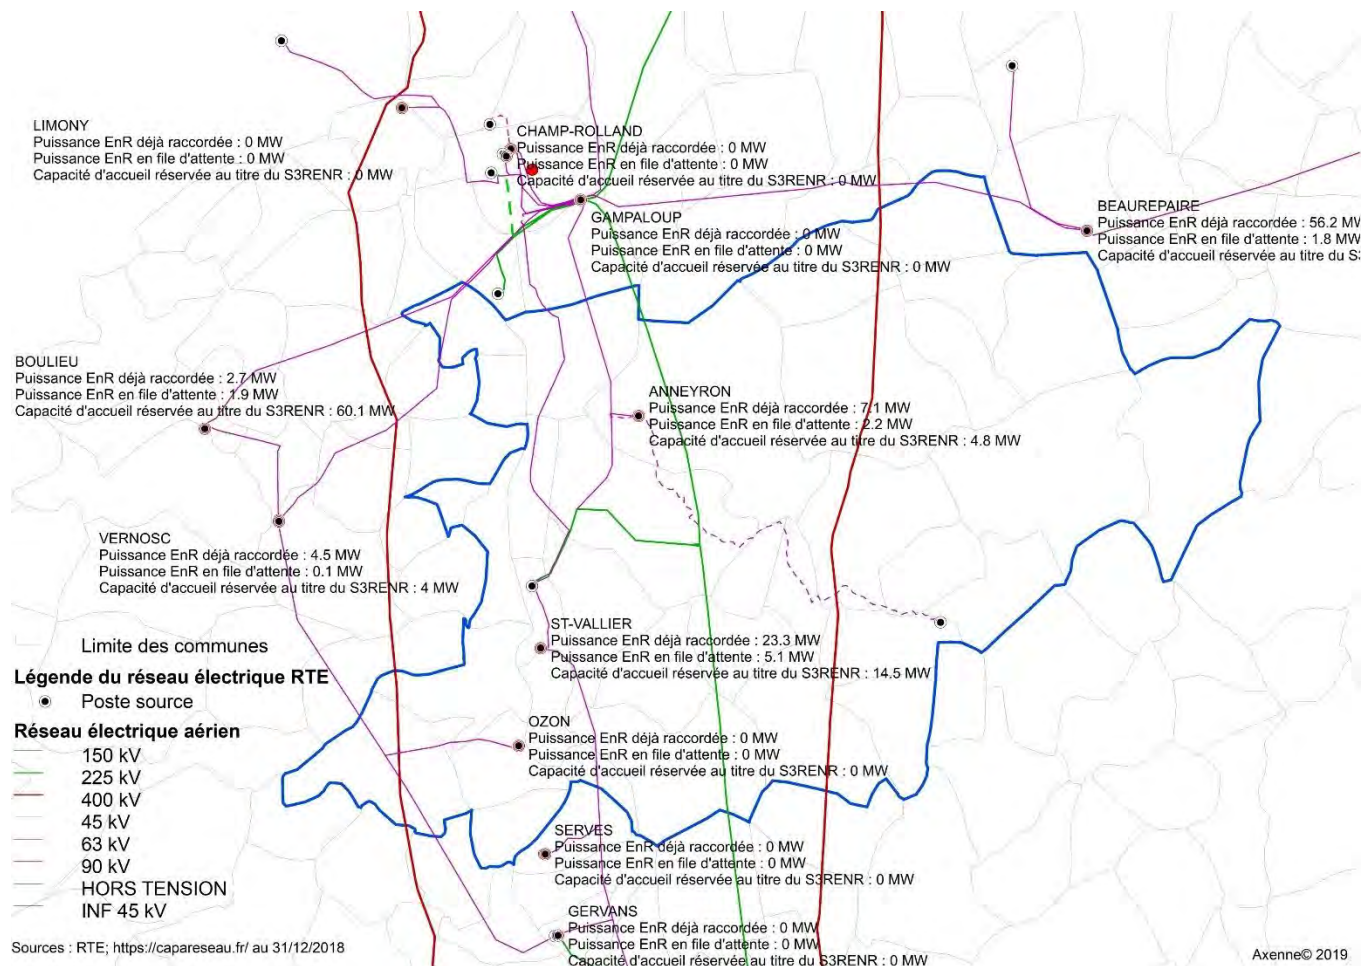 LIMONY
Puissance EnR déjà raccordée : 0 MW
Puissance EnR en file d'attente : 0 MW
Capacité d'accueil réservée au titre du S3RENR : 0 MW
CHAMP-ROLLAND
Puissance EnR déjà raccordée : 0 MW
Puissance EnR en file d'attente : 0 MW
Capacité d'accueil réservée au titre du S3RENR : 0 MW
GAMPALOUP
Puissance EnR déjà raccordée : 0 MW
Puissance EnR en file d'attente : 0 MW
Capacité d'accueil réservée au titre du S3RENR : 0 MW
BEAUREPAIRE
Puissance EnR déjà raccordée : 56.2 MW
Puissance EnR en file d'attente : 1.8 MW
Capacité d'accueil réservée au titre du S3
BOULIEU
Puissance EnR déjà raccordée : 2.7 MW
Puissance EnR en file d'attente : 1.9 MW
Capacité d'accueil réservée au titre du S3RENR : 60.1 MW
ANNEYRON
Puissance EnR déjà raccordée : 7.1 MW
Puissance EnR en file d'attente : 2.2 MW
Capacité d'accueil réservée au titre du S3RENR : 4.8 MW
VERNOSC
Puissance EnR déjà raccordée : 4.5 MW
Puissance EnR en file d'attente : 0.1 MW
Capacité d'accueil réservée au titre du S3RENR : 4 MW
ST-VALLIER
Puissance EnR déjà raccordée : 23.3 MW
Puissance EnR en file d'attente : 5.1 MW
Capacité d'accueil réservée au titre du S3RENR : 14.5 MW
OZON
Puissance EnR déjà raccordée : 0 MW
Puissance EnR en file d'attente : 0 MW
Capacité d'accueil réservée au titre du S3RENR : 0 MW
SERVES
Puissance EnR déjà raccordée : 0 MW
Puissance EnR en file d'attente : 0 MW
Capacité d'accueil réservée au titre du S3RENR : 0 MW
GERVANS
Puissance EnR déjà raccordée : 0 MW
Puissance EnR en file d'attente : 0 MW
Capacité d'accueil réservée au titre du S3RENR : 0 MW
Limite des communes
Légende du réseau électrique RTE
Poste source
Réseau électrique aérien
150 kV
225 kV
400 kV
45 kV
63 kV
90 kV
HORS TENSION
INF 45 kV
Sources : RTE; https://capareseau.fr/ au 31/12/2018
Axenne© 2019